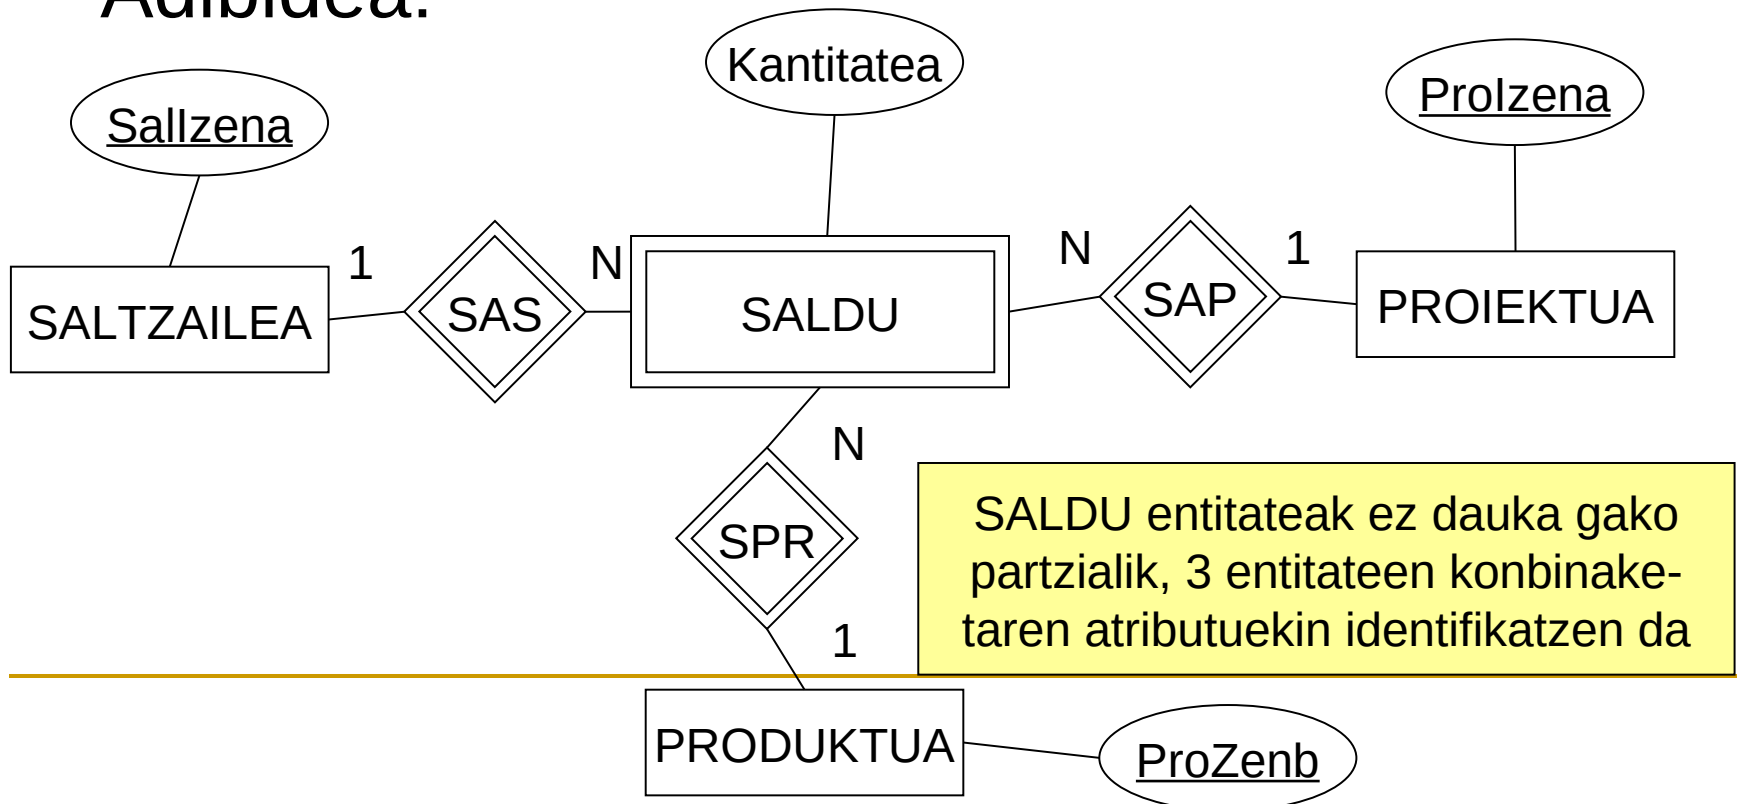 Adibidea:
Kantitatea
ProIzena
SalIzena
1
N
N
1
SALTZAILEA
SAS
SALDU
SAP
PROIEKTUA
N
SPR
SALDU entitateak ez dauka gako
partzialik, 3 entitateen konbinake-
taren atributuekin identifikatzen da
1
PRODUKTUA
ProZenb